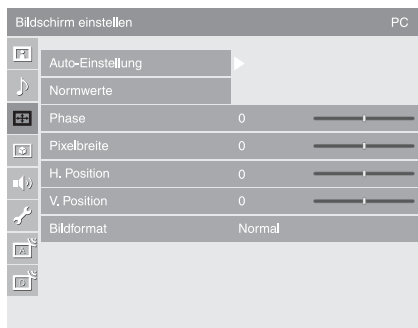 Bildschirm einstellen PC
Auto-Einstellung
Normwerte
Phase 0
Pixelbreite 0
H. Position 0
V. Position 0
Bildformat Normal
A
B